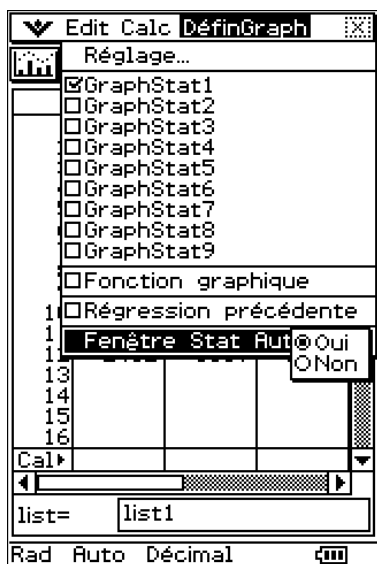 Edit Calc DéfinGraph
Réglage...
GraphStat1
GraphStat2
GraphStat3
GraphStat4
GraphStat5
GraphStat6
GraphStat7
GraphStat8
GraphStat9
Fonction graphique
Régression précédente
Fenêtre Stat Aut
Oui
Non
13
14
15
16
Cal
list=
list1
Rad Auto Décimal